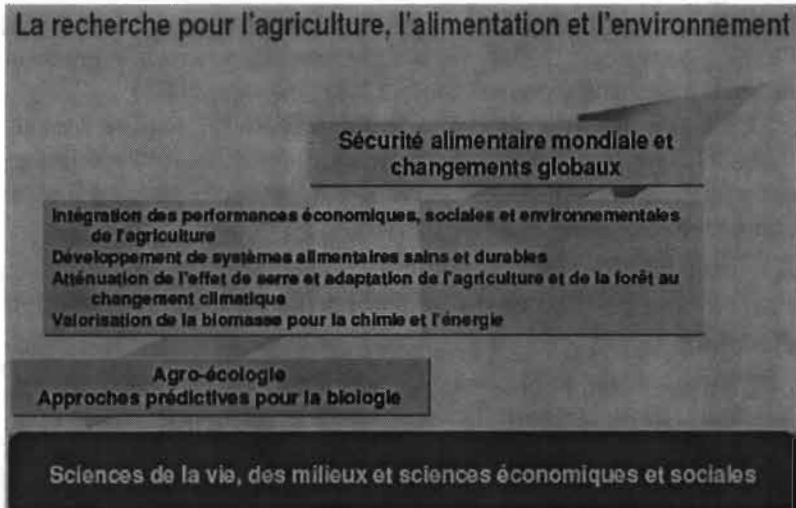 La recherche pour l'agriculture, l'alimentation et l'environnement
Sécurité alimentaire mondiale et
changements globaux
Intégration des performances économiques, sociales et environnementales
de l'agriculture
Développement de systèmes alimentaires sains et durables
Atténuation de l'effet de serre et adaptation de l'agriculture et de la forêt au
changement climatique
Valorisation de la biomasse pour la chimie et l'énergie
Agro-écologie
Approches prédictives pour la biologie
Sciences de la vie, des milieux et sciences économiques et sociales